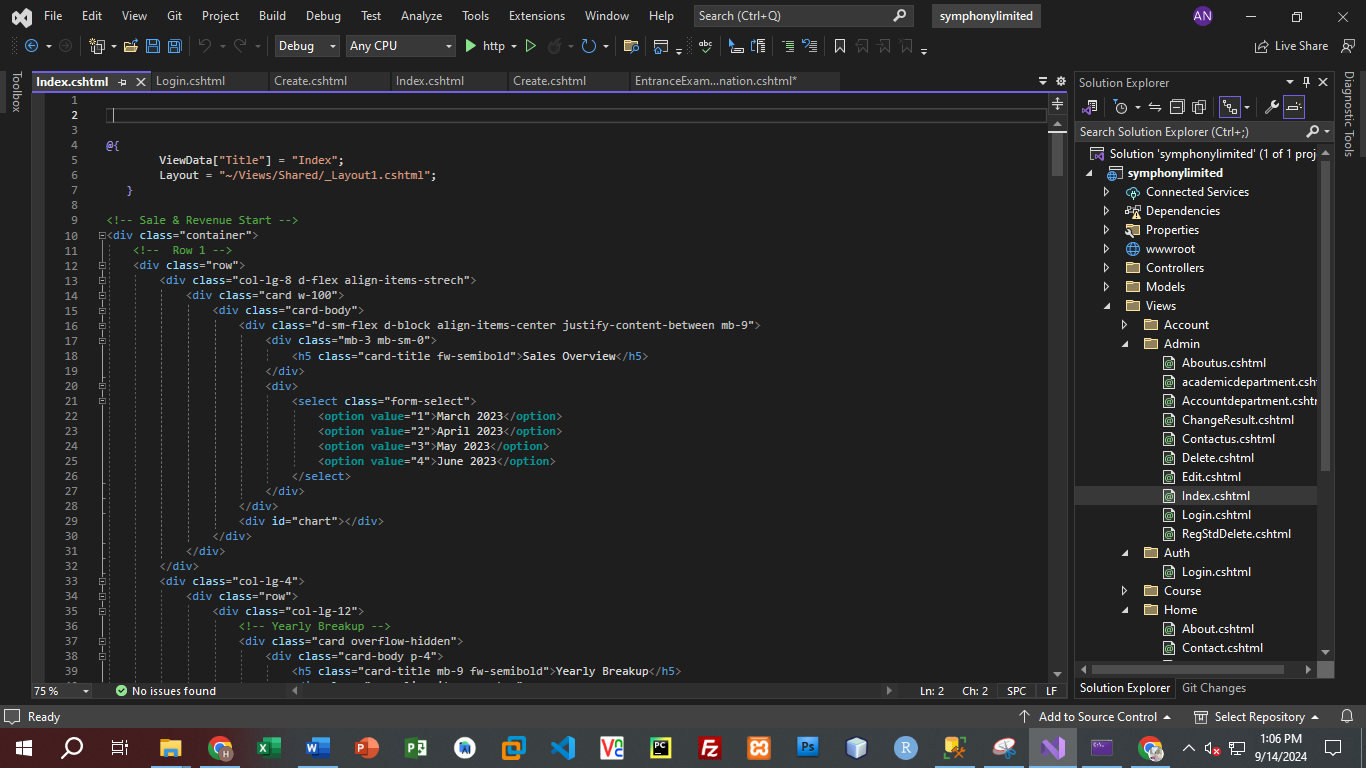 File Edit View Git Project Build Debug Test Analyze Tools Extensions Window Help Search (Ctrl+Q) symphonylimited AN
Debug Any CPU http Live Share
Toolbox
Index.cshtml Login.cshtml Create.cshtml Index.cshtml Create.cshtml EntranceExam...nation.cshtml*
1
2
3
4 @{
5 ViewData["Title"] = "Index";
6 Layout = "~/Views/Shared/_Layout1.cshtml";
7 }
8
9 <!-- Sale & Revenue Start -->
10 <div class="container">
11 <!--  Row 1 -->
12 <div class="row">
13 <div class="col-lg-8 d-flex align-items-strech">
14 <div class="card w-100">
15 <div class="card-body">
16 <div class="d-sm-flex d-block align-items-center justify-content-between mb-9">
17 <div class="mb-3 mb-sm-0">
18 <h5 class="card-title fw-semibold">Sales Overview</h5>
19 </div>
20 <div>
21 <select class="form-select">
22 <option value="1">March 2023</option>
23 <option value="2">April 2023</option>
24 <option value="3">May 2023</option>
25 <option value="4">June 2023</option>
26 </select>
27 </div>
28 </div>
29 <div id="chart"></div>
30 </div>
31 </div>
32 </div>
33 <div class="col-lg-4">
34 <div class="row">
35 <div class="col-lg-12">
36 <!-- Yearly Breakup -->
37 <div class="card overflow-hidden">
38 <div class="card-body p-4">
39 <h5 class="card-title mb-9 fw-semibold">Yearly Breakup</h5>
75 % No issues found Ln: 2 Ch: 2 SPC LF
Solution Explorer
Search Solution Explorer (Ctrl+;)
Solution 'symphonylimited' (1 of 1 proj
symphonylimited
Connected Services
Dependencies
Properties
wwwroot
Controllers
Models
Views
Account
Admin
Aboutus.cshtml
academicdepartment.csht
Accountdepartment.cshtm
ChangeResult.cshtml
Contactus.cshtml
Delete.cshtml
Edit.cshtml
Index.cshtml
Login.cshtml
RegStdDelete.cshtml
Auth
Login.cshtml
Course
Home
About.cshtml
Contact.cshtml
Solution Explorer Git Changes
Diagnostic Tools
Ready Add to Source Control Select Repository
1:06 PM
9/14/2024